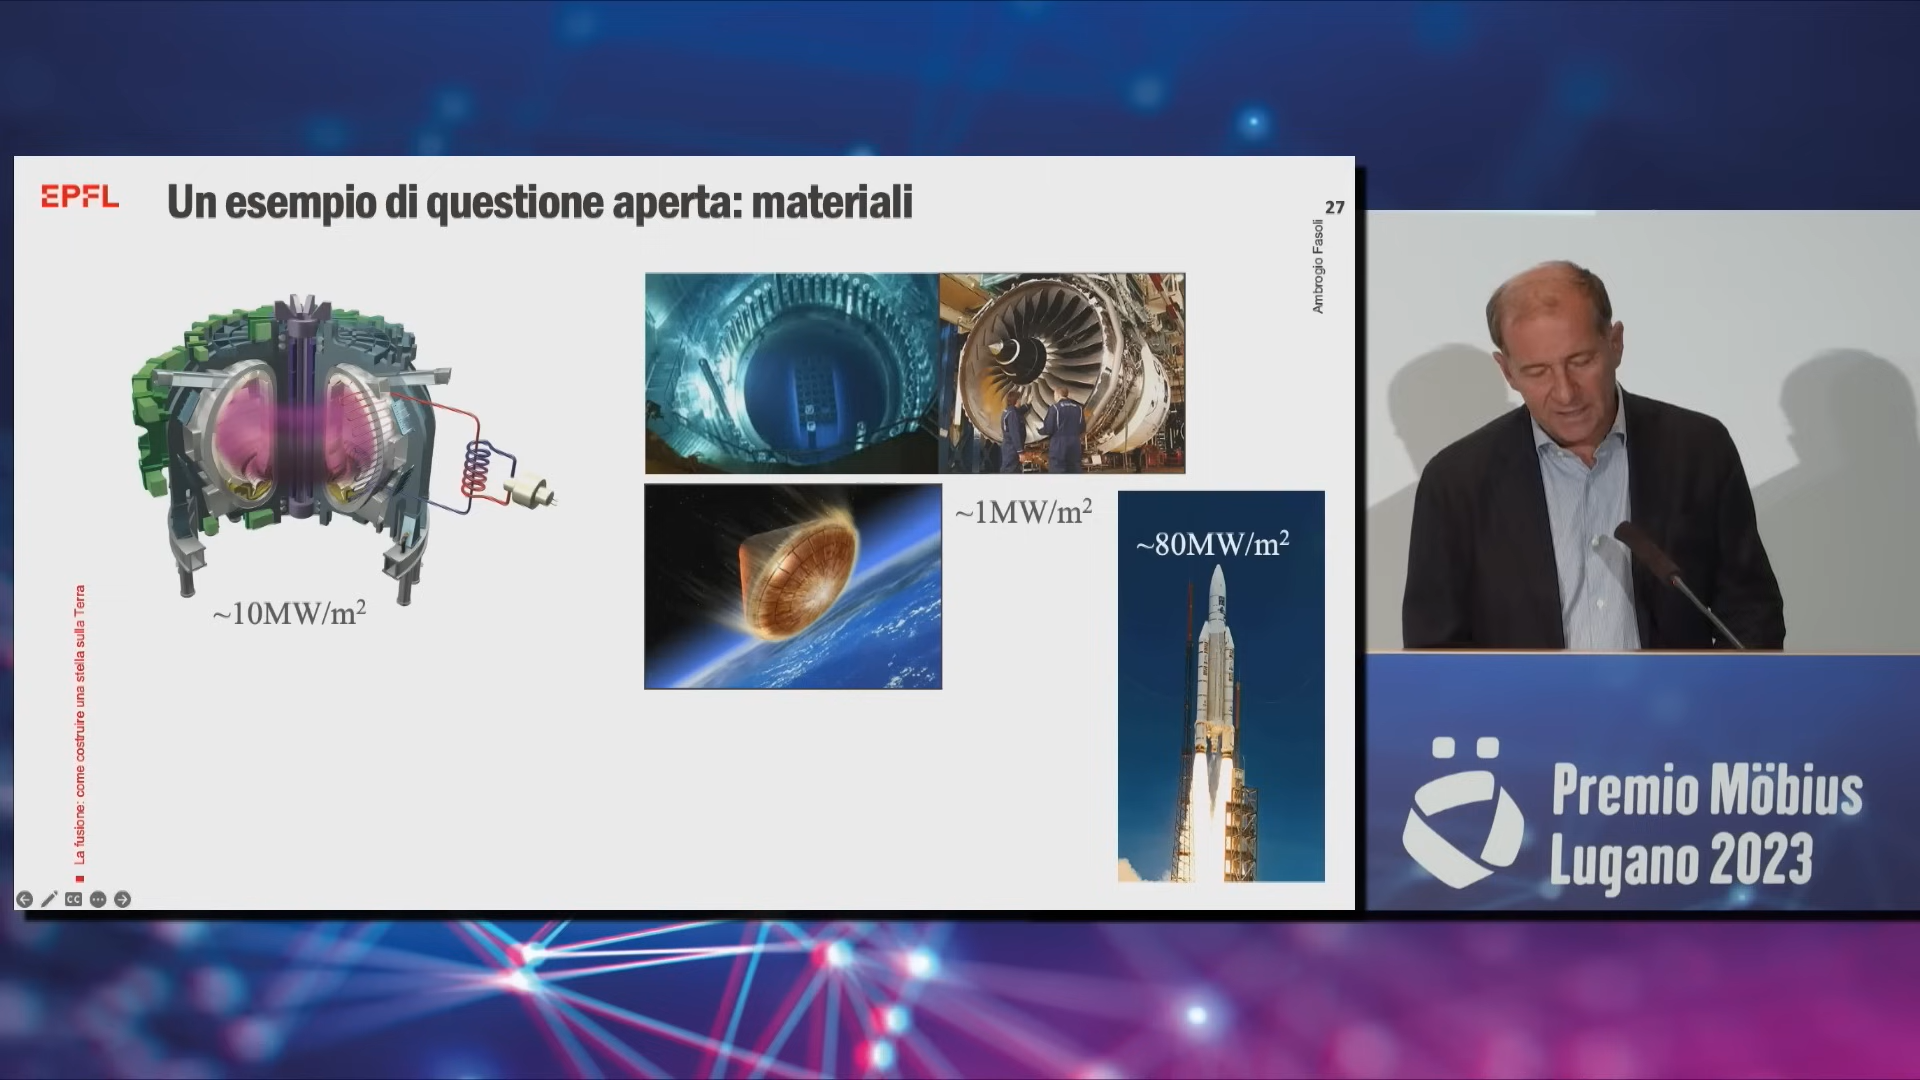 EPFL
Un esempio di questione aperta: materiali
27
Ambrogio Fasoli
~10MW/m²
~1MW/m²
~80MW/m²
La fusione: come costruire una stella sulla Terra
CC
Premio Möbius
Lugano 2023